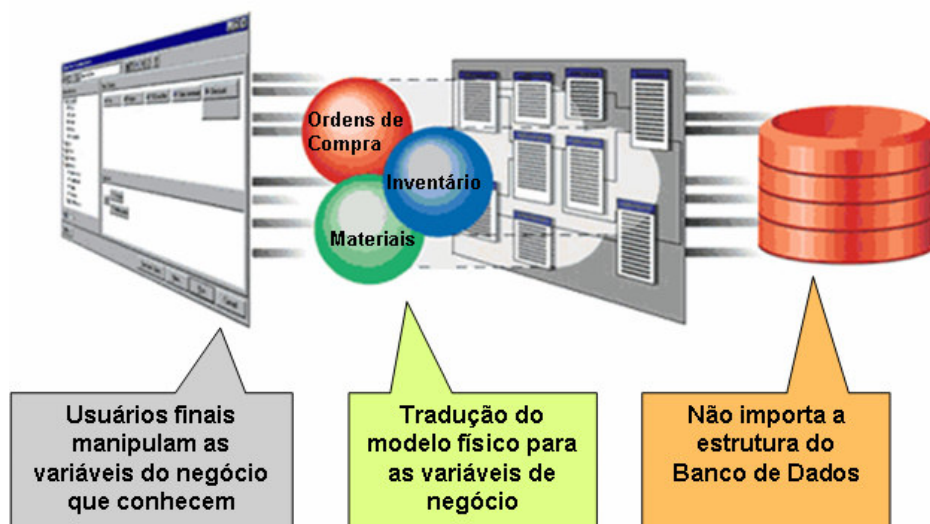 Ordens de
Compra
Inventário
Materiais
Usuários finais
manipulam as
variáveis do negócio
que conhecem
Tradução do
modelo físico para
as variáveis de
negócio
Não importa a
estrutura do
Banco de Dados